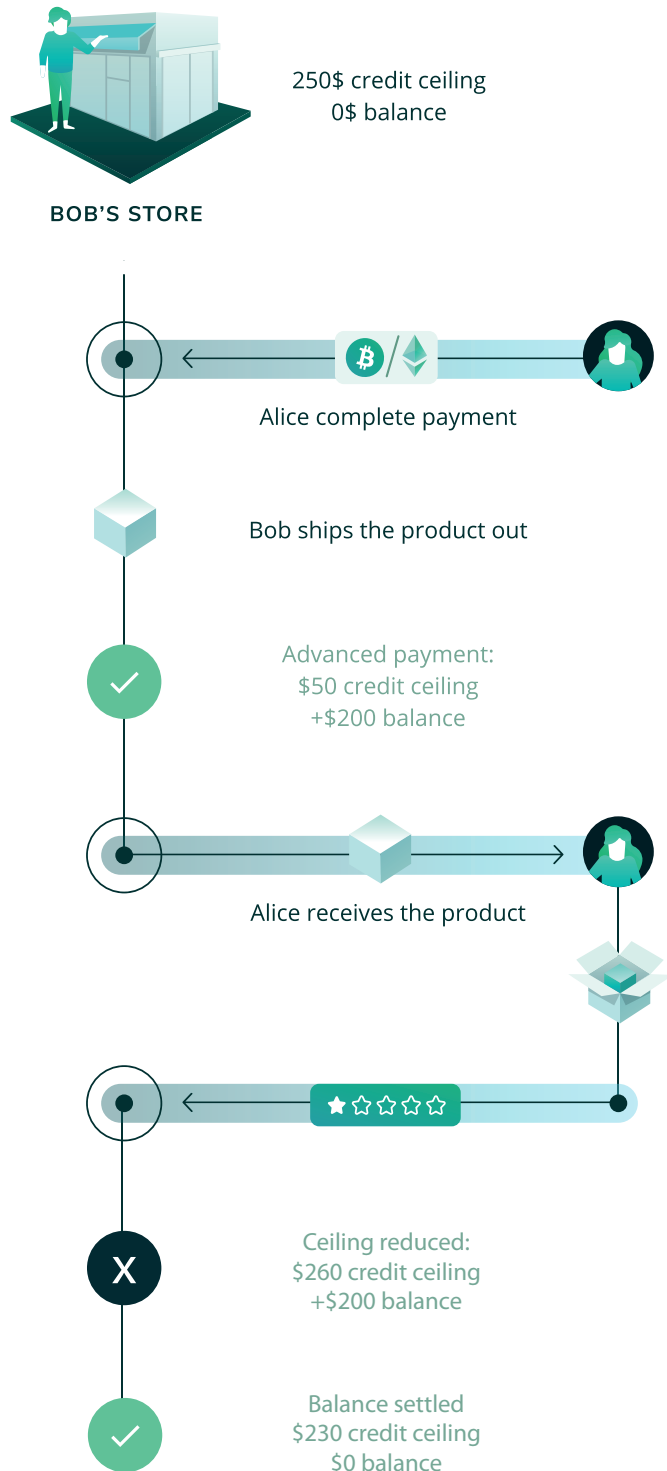 250$ credit ceiling
0$ balance
BOB’S STORE
Alice complete payment
Bob ships the product out
Advanced payment:
$50 credit ceiling
+$200 balance
Alice receives the product
X
Ceiling reduced:
$260 credit ceiling
+$200 balance
Balance settled
$230 credit ceiling
$0 balance